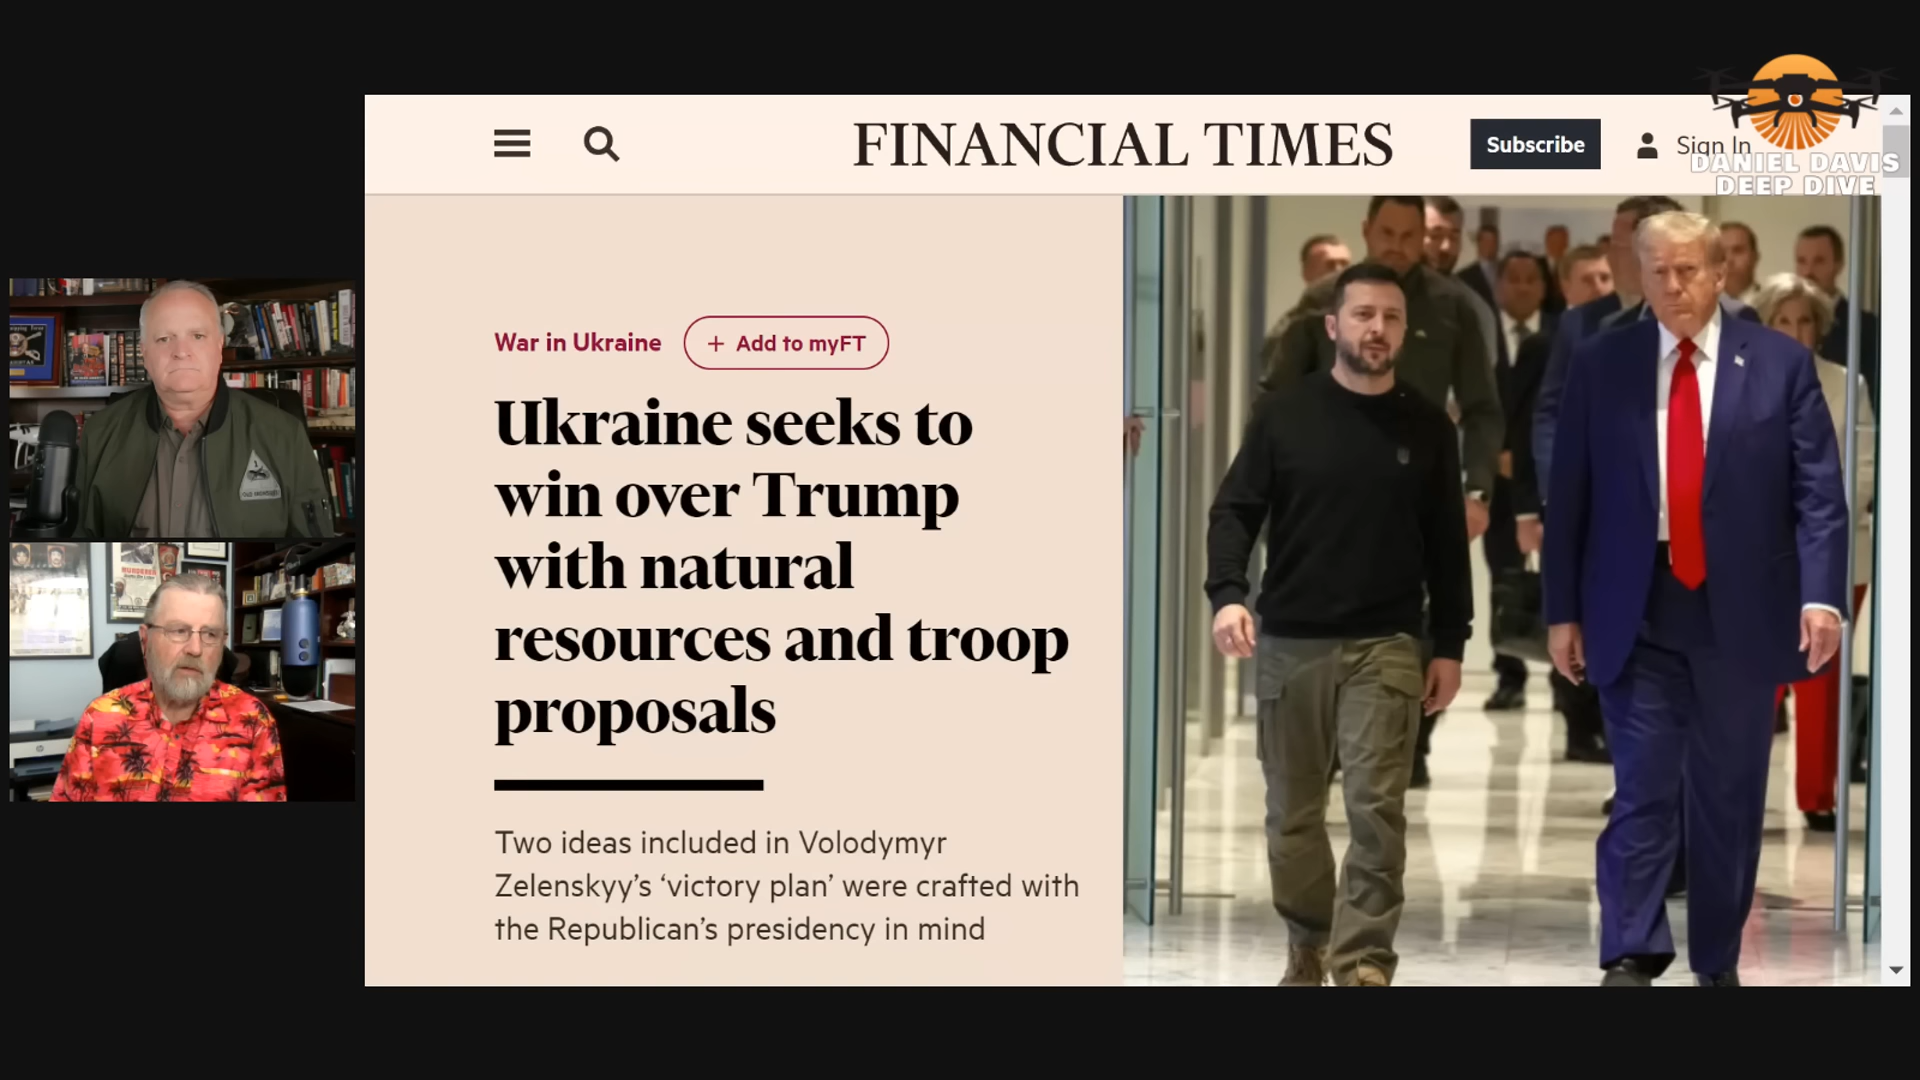 FINANCIAL TIMES
Subscribe
Sign In
DANIEL DAVIS
DEEP DIVE
War in Ukraine
+ Add to myFT
Ukraine seeks to
win over Trump
with natural
resources and troop
proposals
Two ideas included in Volodymyr
Zelenskyy’s ‘victory plan’ were crafted with
the Republican’s presidency in mind
MURDERER
hp